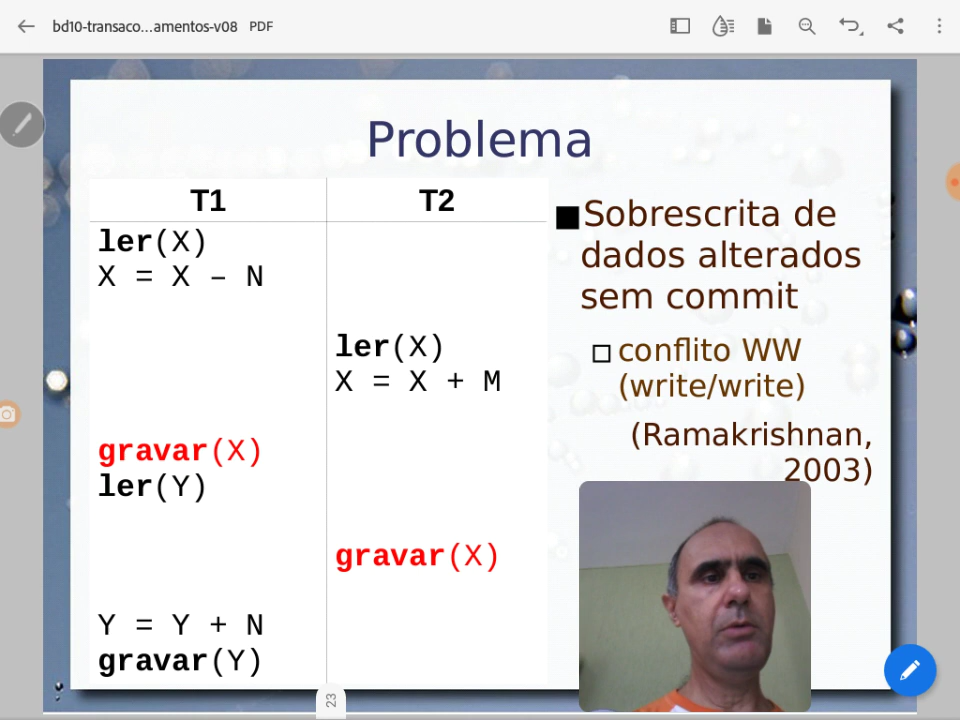 bd10-transaco...amentos-v08 PDF
Problema
T1 T2
ler(X)
X = X – N
ler(X)
X = X + M
gravar(X)
ler(Y)
gravar(X)
Y = Y + N
gravar(Y)
Sobrescrita de
dados alterados
sem commit
conflito WW
(write/write)
(Ramakrishnan,
2003)
23